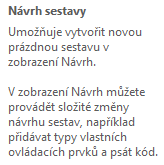 Návrh sestavy
Umožňuje vytvořit novou
prázdnou sestavu v
zobrazení Návrh.
V zobrazení Návrh můžete
provádět složité změny
návrhu sestav, například
přidávat typy vlastních
ovládacích prvků a psát kód.